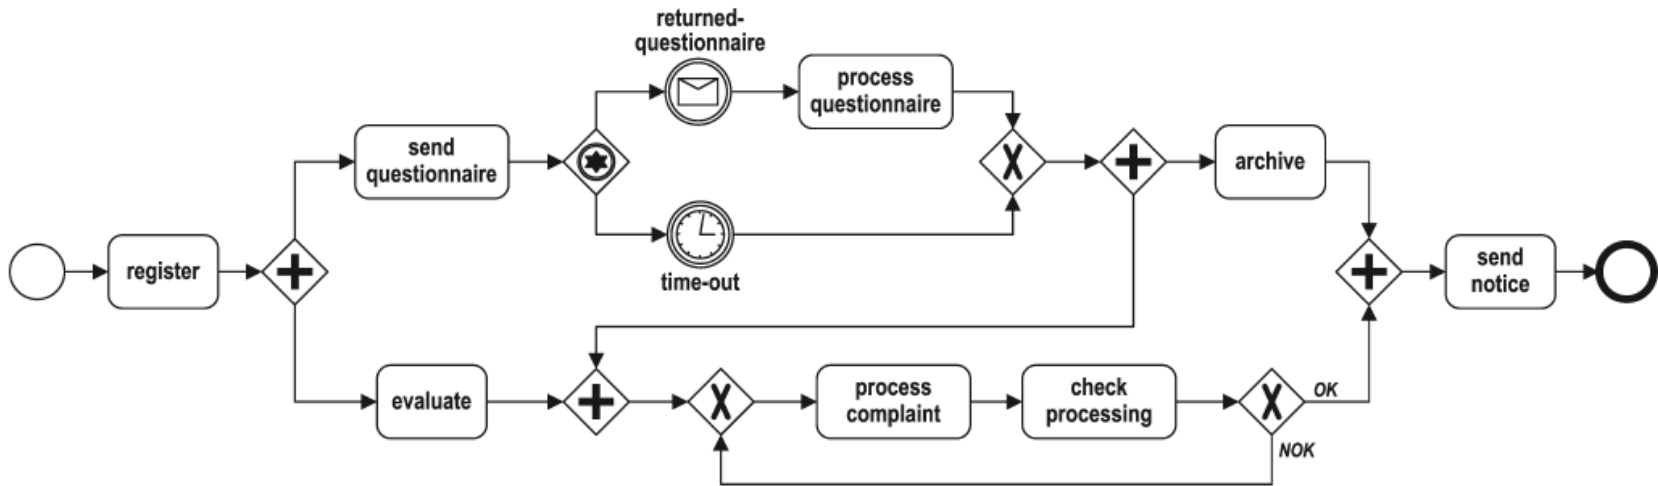 returned-
questionnaire
process
questionnaire
send
questionnaire
archive
register
time-out
send
notice
evaluate
process
complaint
check
processing
OK
NOK